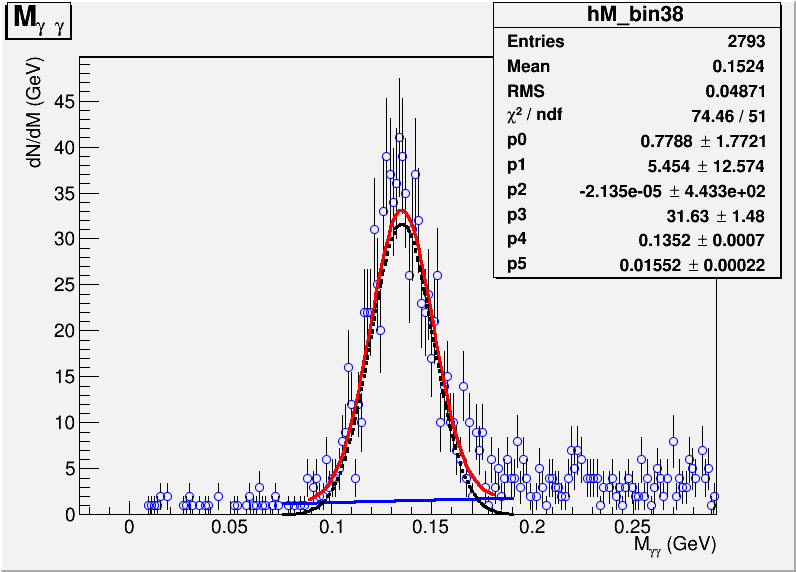 Mγ γ
hM_bin38
Entries 2793
Mean 0.1524
RMS 0.04871
χ² / ndf 74.46 / 51
p0 0.7788 ± 1.7721
p1 5.454 ± 12.574
p2 -2.135e-05 ± 4.433e+02
p3 31.63 ± 1.48
p4 0.1352 ± 0.0007
p5 0.01552 ± 0.00022
dN/dM (GeV)
45
40
35
30
25
20
15
10
5
0
0 0.05 0.1 0.15 0.2 0.25
Mγγ (GeV)